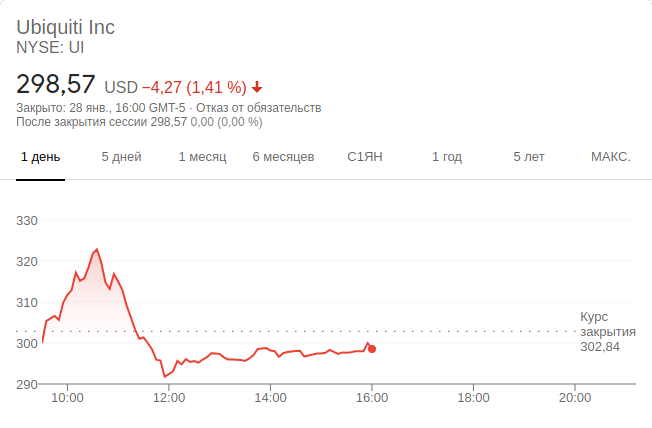 Ubiquiti Inc
NYSE: UI
298,57 USD −4,27 (1,41 %)
Закрыто: 28 янв., 16:00 GMT-5 · Отказ от обязательств
После закрытия сессии 298,57 0,00 (0,00 %)
1 день 5 дней 1 месяц 6 месяцев С1ЯН 1 год 5 лет МАКС.
330
320
310
Курс
закрытия
302,84
300
290
10:00 12:00 14:00 16:00 18:00 20:00